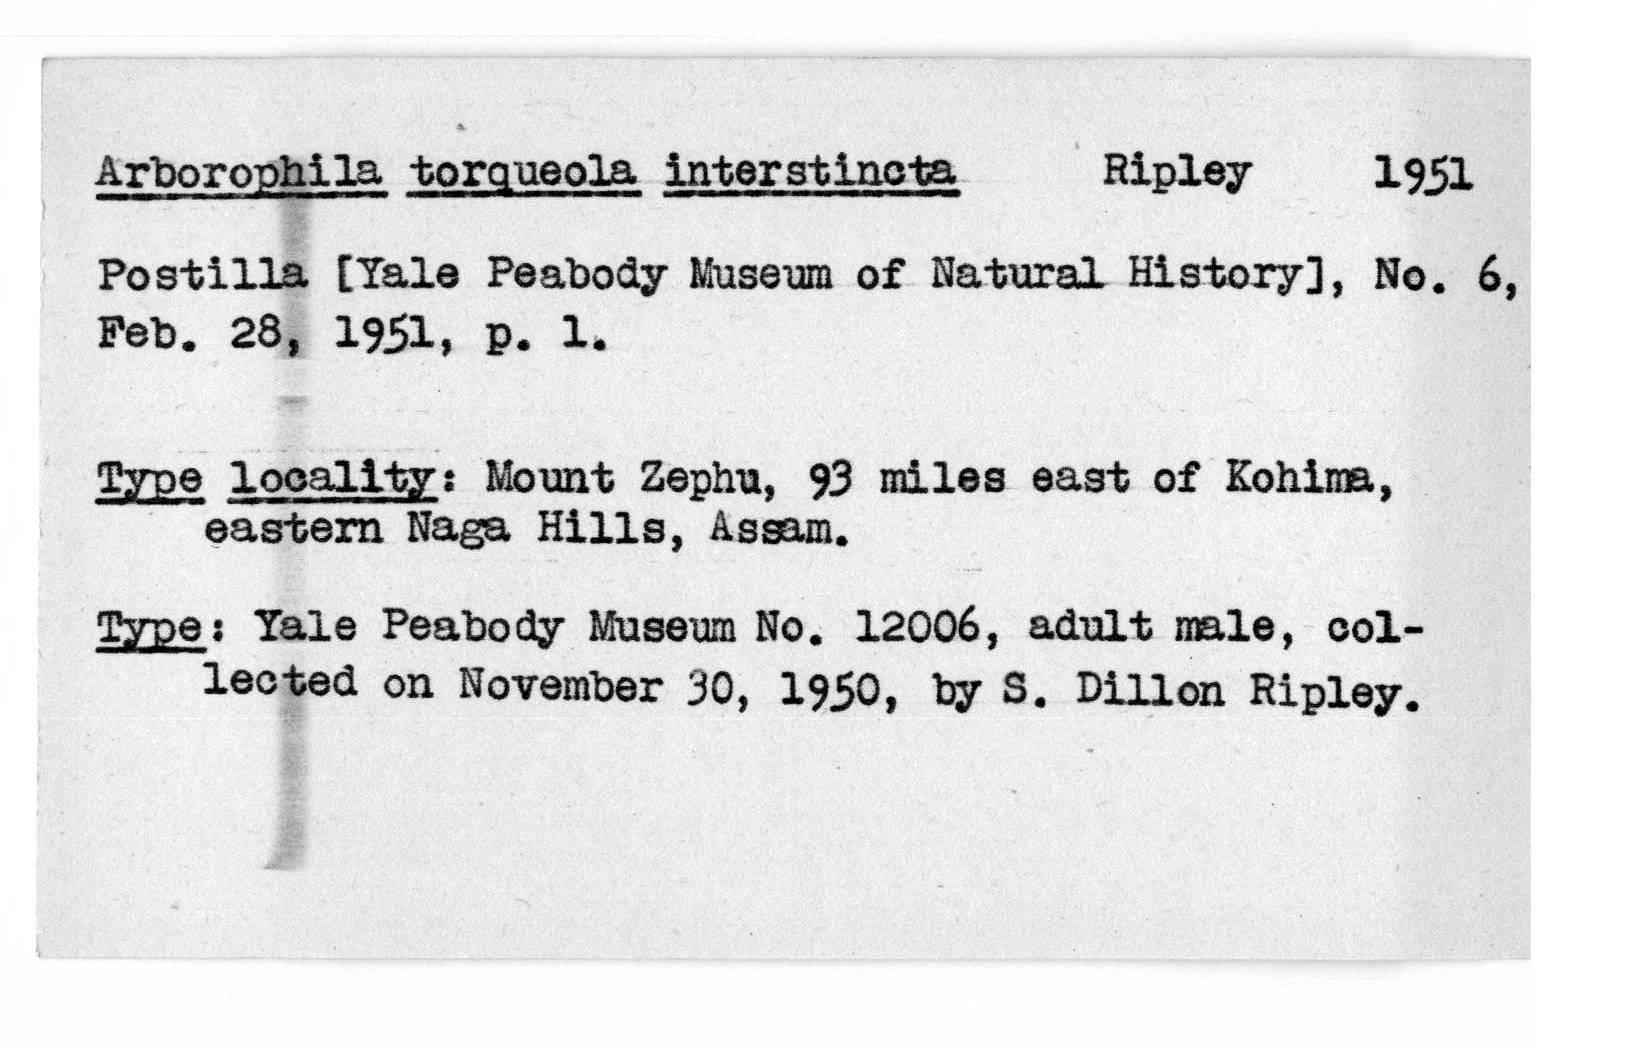 Arborophila torqueola interstincta Ripley 1951
Postilla [Yale Peabody Museum of Natural History], No. 6,
Feb. 28, 1951, p. 1.
Type locality: Mount Zephu, 93 miles east of Kohima,
eastern Naga Hills, Assam.
Type: Yale Peabody Museum No. 12006, adult male, col-
lected on November 30, 1950, by S. Dillon Ripley.